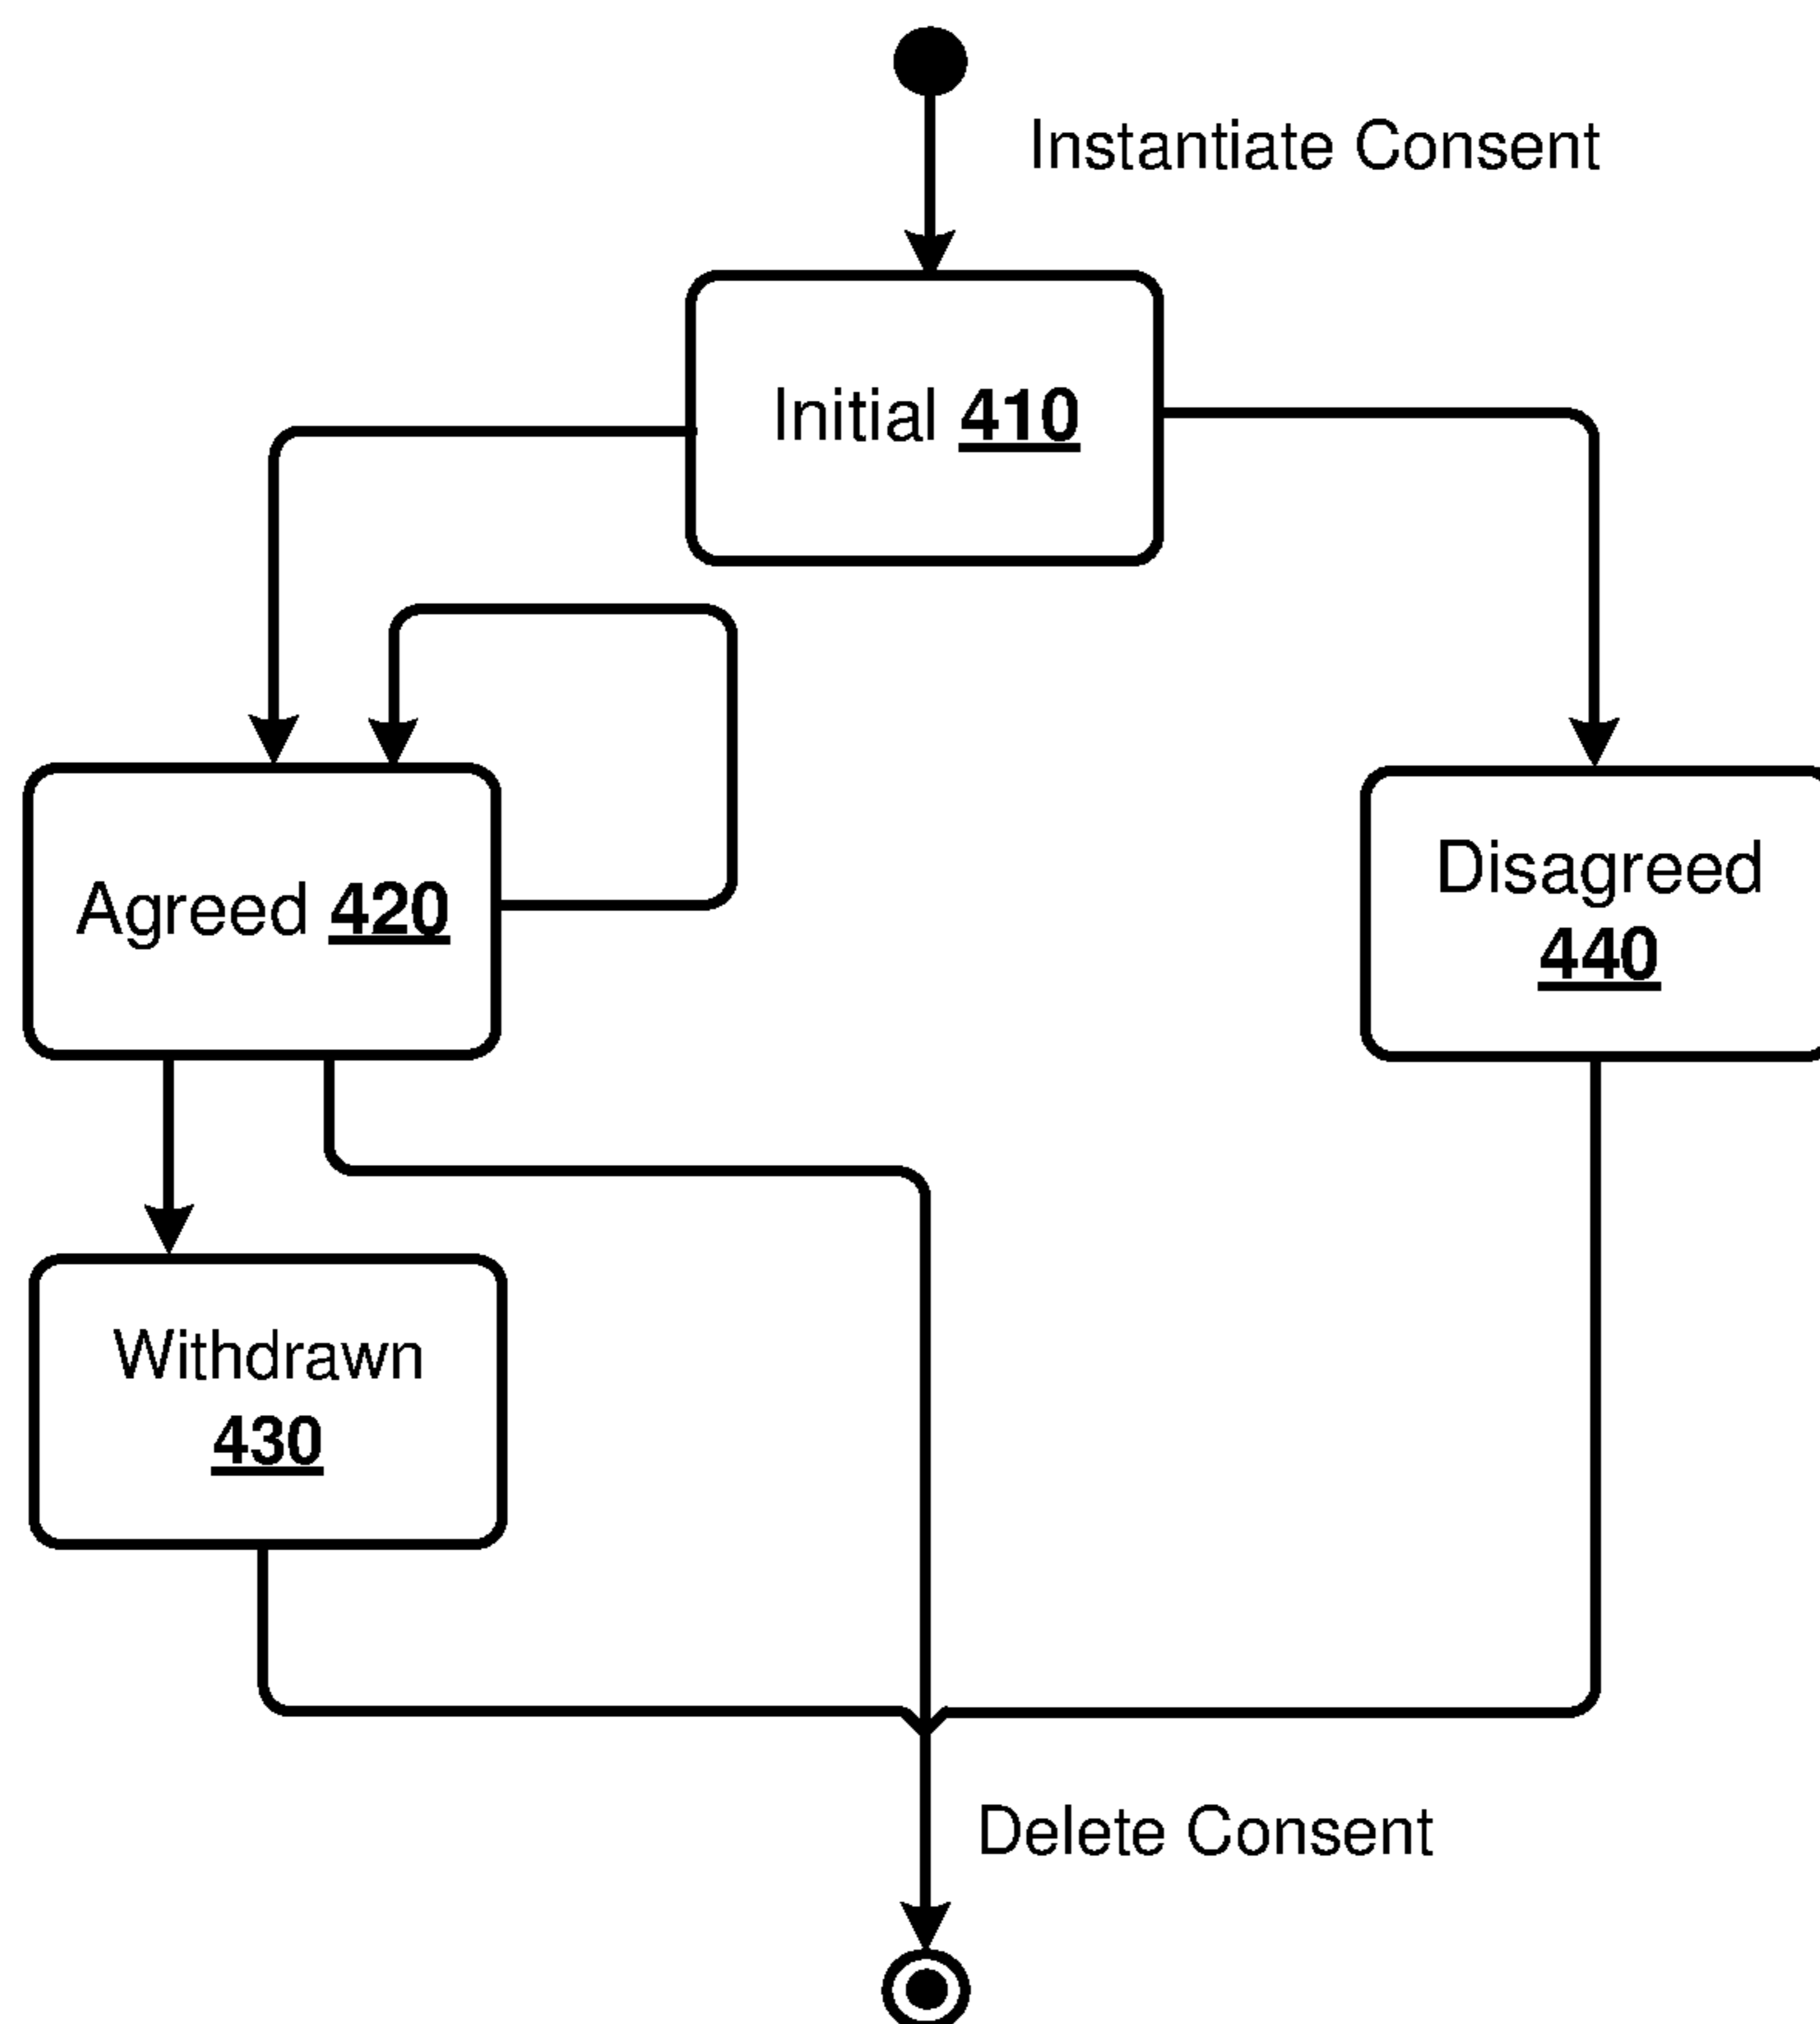 Instantiate Consent
Initial 410
Agreed 420
Disagreed
440
Withdrawn
430
Delete Consent